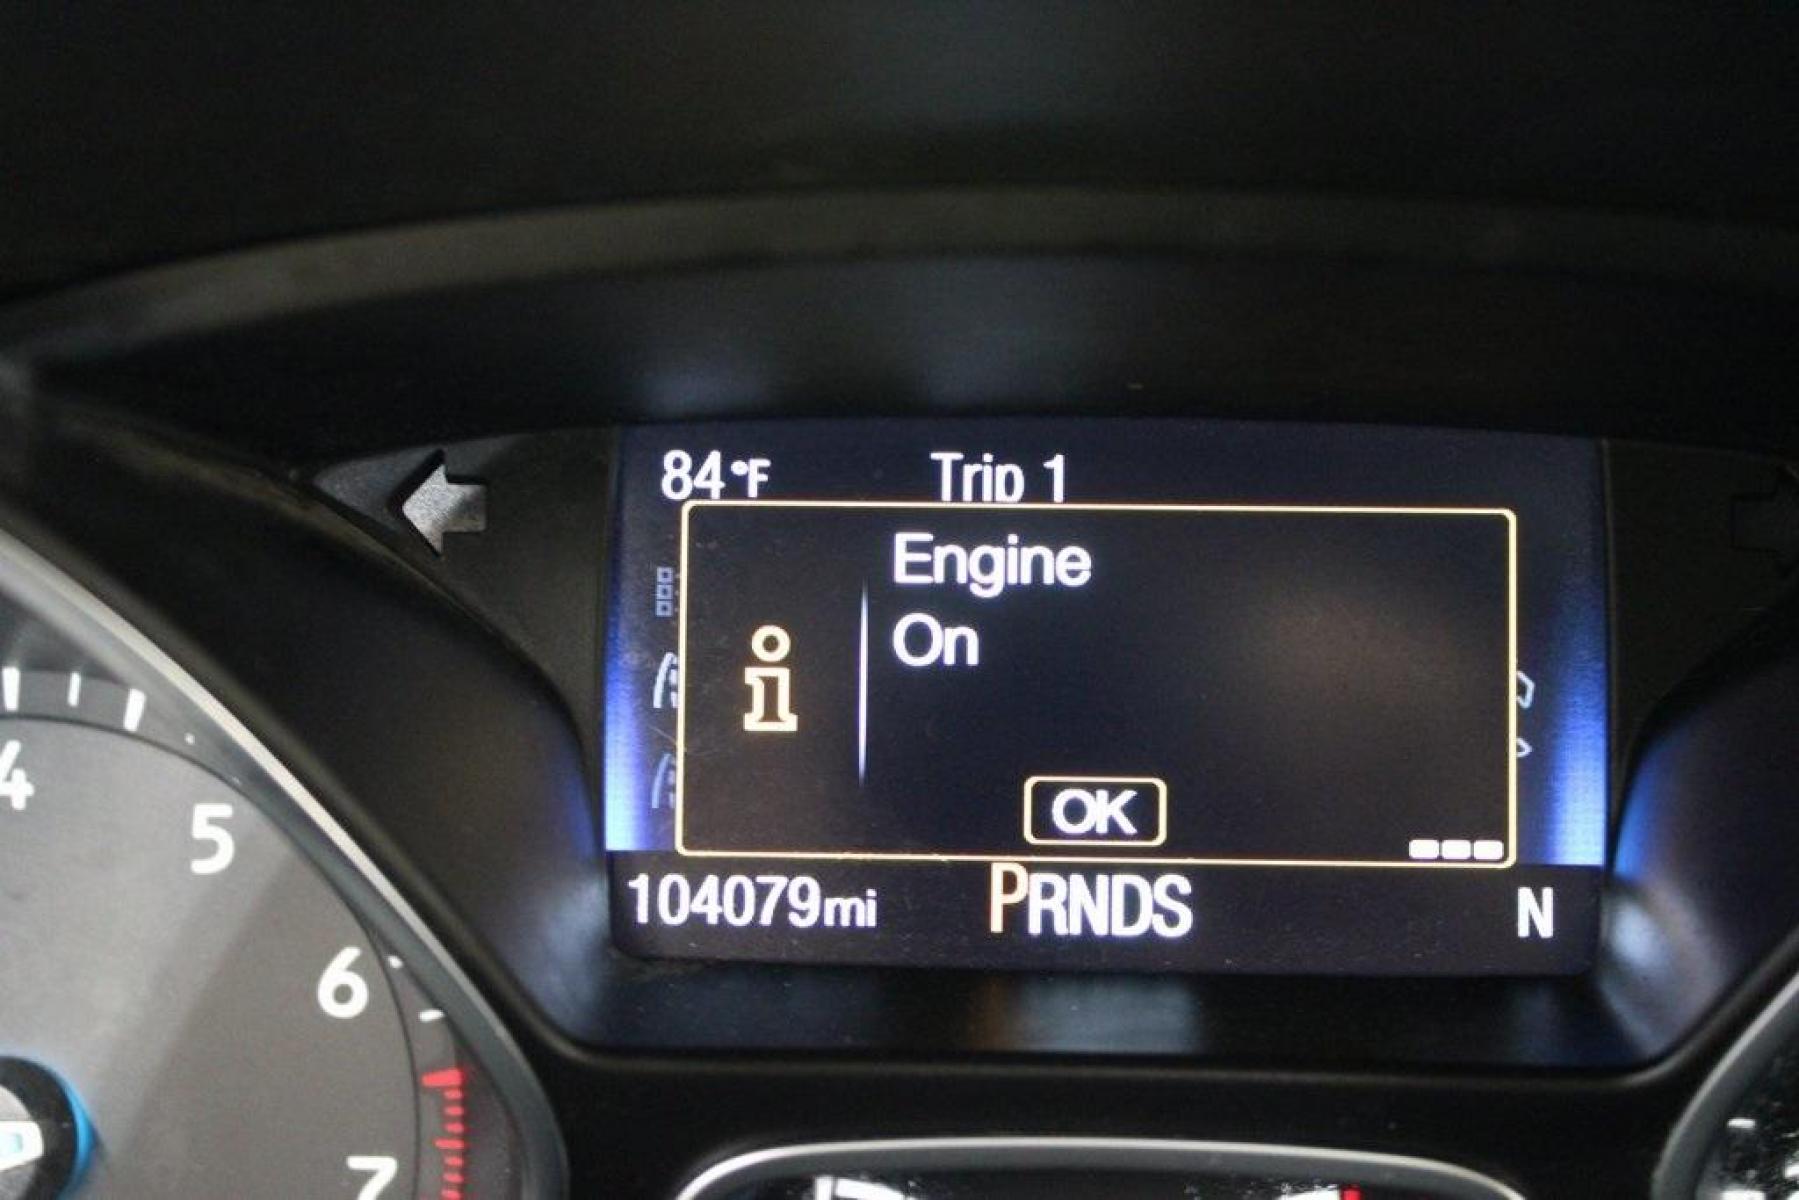 84°F Trip 1
Engine
On
i
OK
104079mi PRNDS N
4
5
6
7